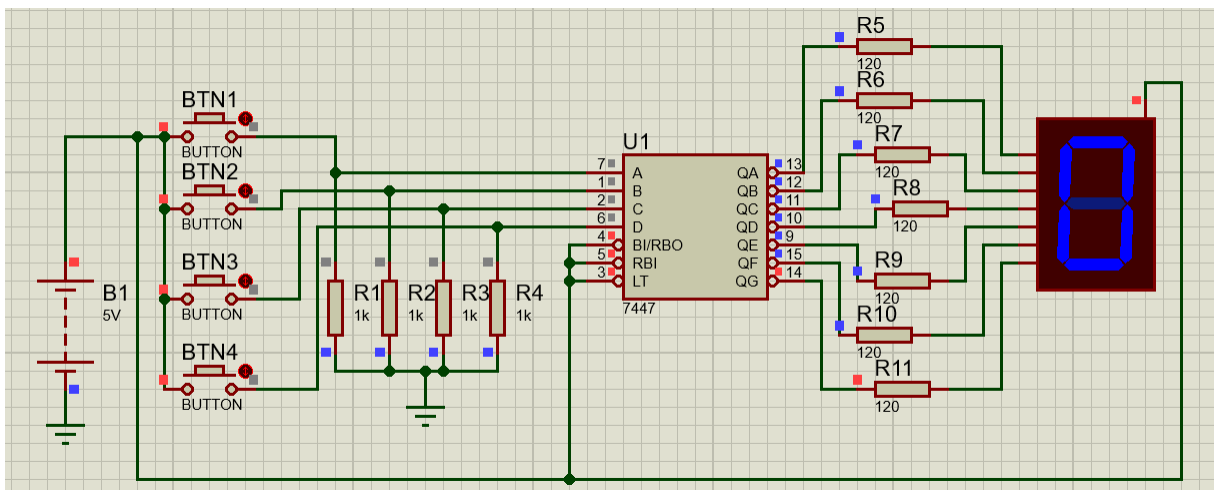 BTN1
BUTTON
BTN2
BUTTON
BTN3
BUTTON
BTN4
BUTTON
B1
5V
R1
1k
R2
1k
R3
1k
R4
1k
U1
7 A QA 13
1 B QB 12
2 C QC 11
6 D QD 10
4 BI/RBO QE 9
5 RBI QF 15
3 LT QG 14
7447
R5
120
R6
120
R7
120
R8
120
R9
120
R10
120
R11
120
0